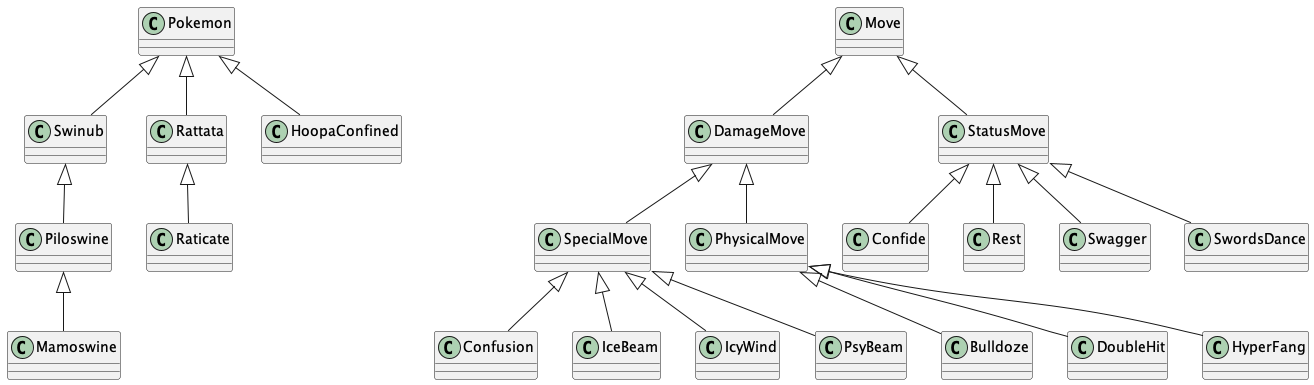 C Pokemon
C Move
C Swinub
C Rattata
C HoopaConfined
C DamageMove
C StatusMove
C Piloswine
C Raticate
C SpecialMove
C PhysicalMove
C Confide
C Rest
C Swagger
C SwordsDance
C Mamoswine
C Confusion
C IceBeam
C IcyWind
C PsyBeam
C Bulldoze
C DoubleHit
C HyperFang